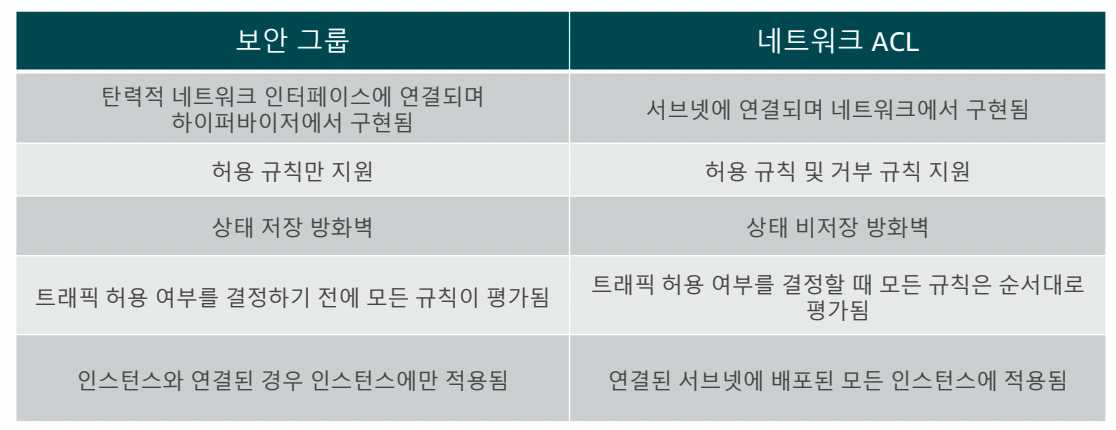 보안 그룹
네트워크 ACL
탄력적 네트워크 인터페이스에 연결되며
하이퍼바이저에서 구현됨
서브넷에 연결되며 네트워크에서 구현됨
허용 규칙만 지원
허용 규칙 및 거부 규칙 지원
상태 저장 방화벽
상태 비저장 방화벽
트래픽 허용 여부를 결정하기 전에 모든 규칙이 평가됨
트래픽 허용 여부를 결정할 때 모든 규칙은 순서대로
평가됨
인스턴스와 연결된 경우 인스턴스에만 적용됨
연결된 서브넷에 배포된 모든 인스턴스에 적용됨